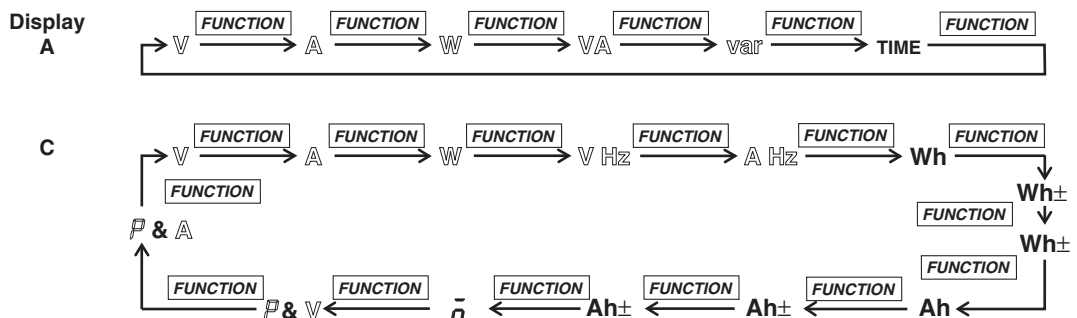 Display
FUNCTION FUNCTION FUNCTION FUNCTION FUNCTION FUNCTION
A V A W VA var TIME
FUNCTION FUNCTION FUNCTION FUNCTION FUNCTION FUNCTION
C V A W V Hz A Hz Wh
FUNCTION Wh±
FUNCTION
P & A Wh±
FUNCTION
FUNCTION FUNCTION FUNCTION FUNCTION FUNCTION
P & V Ah± Ah± Ah